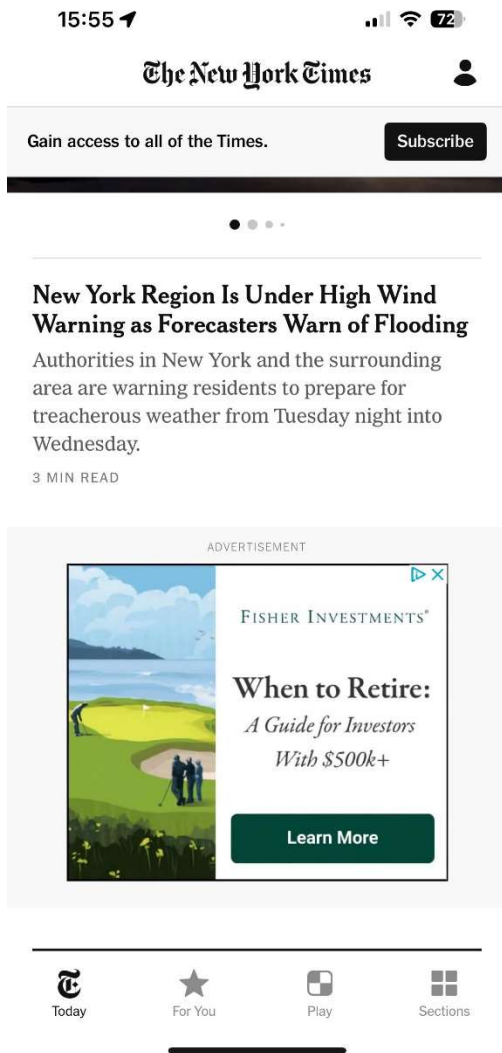 15:55
72
The New York Times
Gain access to all of the Times.
Subscribe
New York Region Is Under High Wind
Warning as Forecasters Warn of Flooding
Authorities in New York and the surrounding
area are warning residents to prepare for
treacherous weather from Tuesday night into
Wednesday.
3 MIN READ
ADVERTISEMENT
FISHER INVESTMENTS®
When to Retire:
A Guide for Investors
With $500k+
Learn More
Today
For You
Play
Sections